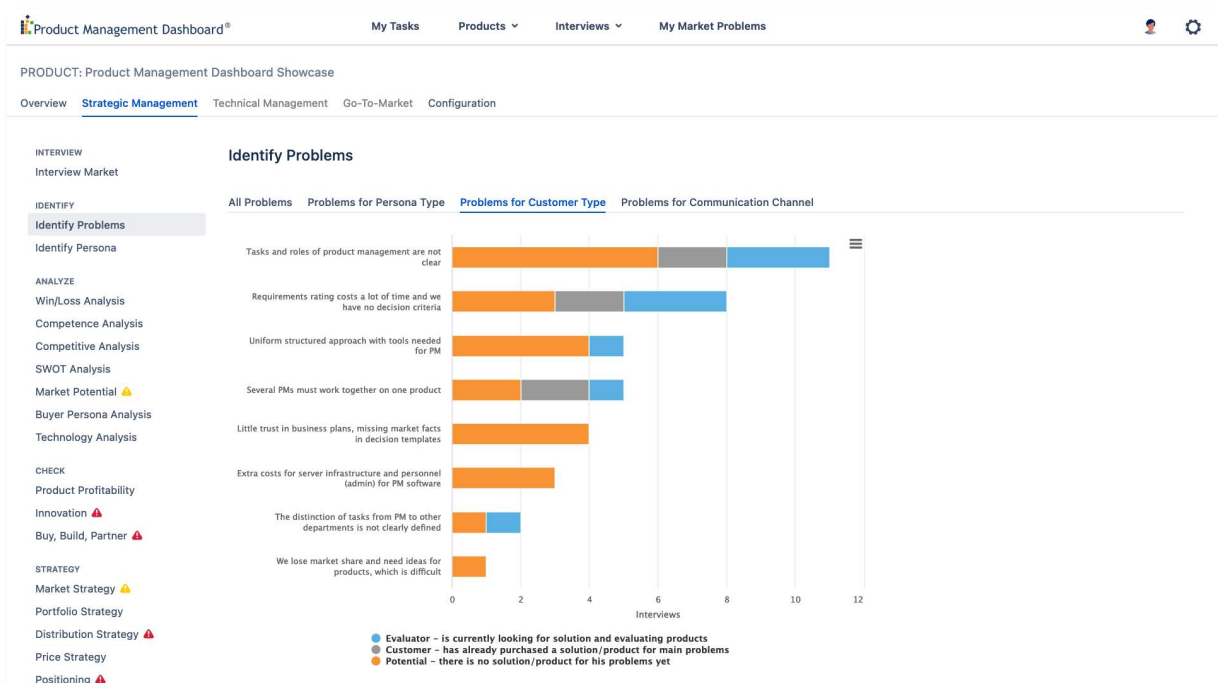 Product Management Dashboard®
My Tasks
Products
Interviews
My Market Problems
PRODUCT: Product Management Dashboard Showcase
Overview
Strategic Management
Technical Management
Go-To-Market
Configuration
INTERVIEW
Interview Market
IDENTIFY
Identify Problems
Identify Persona
ANALYZE
Win/Loss Analysis
Competence Analysis
Competitive Analysis
SWOT Analysis
Market Potential
Buyer Persona Analysis
Technology Analysis
CHECK
Product Profitability
Innovation
Buy, Build, Partner
STRATEGY
Market Strategy
Portfolio Strategy
Distribution Strategy
Price Strategy
Positioning
Identify Problems
All Problems
Problems for Persona Type
Problems for Customer Type
Problems for Communication Channel
Tasks and roles of product management are not
clear
Requirements rating costs a lot of time and we
have no decision criteria
Uniform structured approach with tools needed
for PM
Several PMs must work together on one product
Little trust in business plans, missing market facts
in decision templates
Extra costs for server infrastructure and personnel
(admin) for PM software
The distinction of tasks from PM to other
departments is not clearly defined
We lose market share and need ideas for
products, which is difficult
0 2 4 6 8 10 12
Interviews
Evaluator – is currently looking for solution and evaluating products
Customer – has already purchased a solution/product for main problems
Potential – there is no solution/product for his problems yet